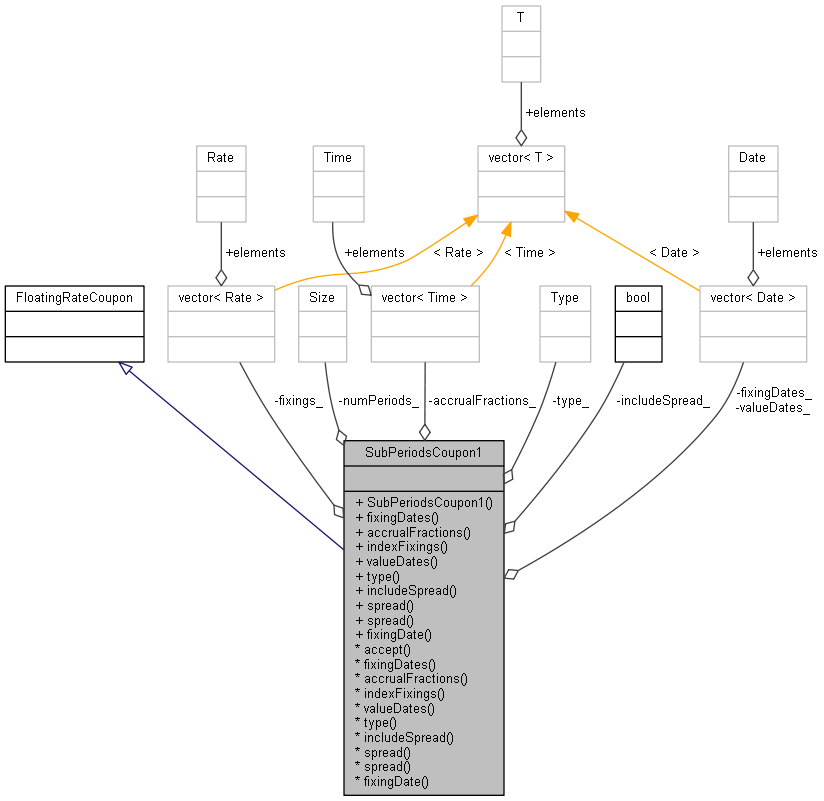 T
+elements
Rate
Time
vector< T >
Date
+elements
+elements
< Rate >
< Time >
< Date >
+elements
FloatingRateCoupon
vector< Rate >
Size
vector< Time >
Type
bool
vector< Date >
-fixings_
-numPeriods_
-accrualFractions_
-type_
-includeSpread_
-fixingDates_
-valueDates_
SubPeriodsCoupon1
+ SubPeriodsCoupon1()
+ fixingDates()
+ accrualFractions()
+ indexFixings()
+ valueDates()
+ type()
+ includeSpread()
+ spread()
+ spread()
+ fixingDate()
* accept()
* fixingDates()
* accrualFractions()
* indexFixings()
* valueDates()
* type()
* includeSpread()
* spread()
* spread()
* fixingDate()